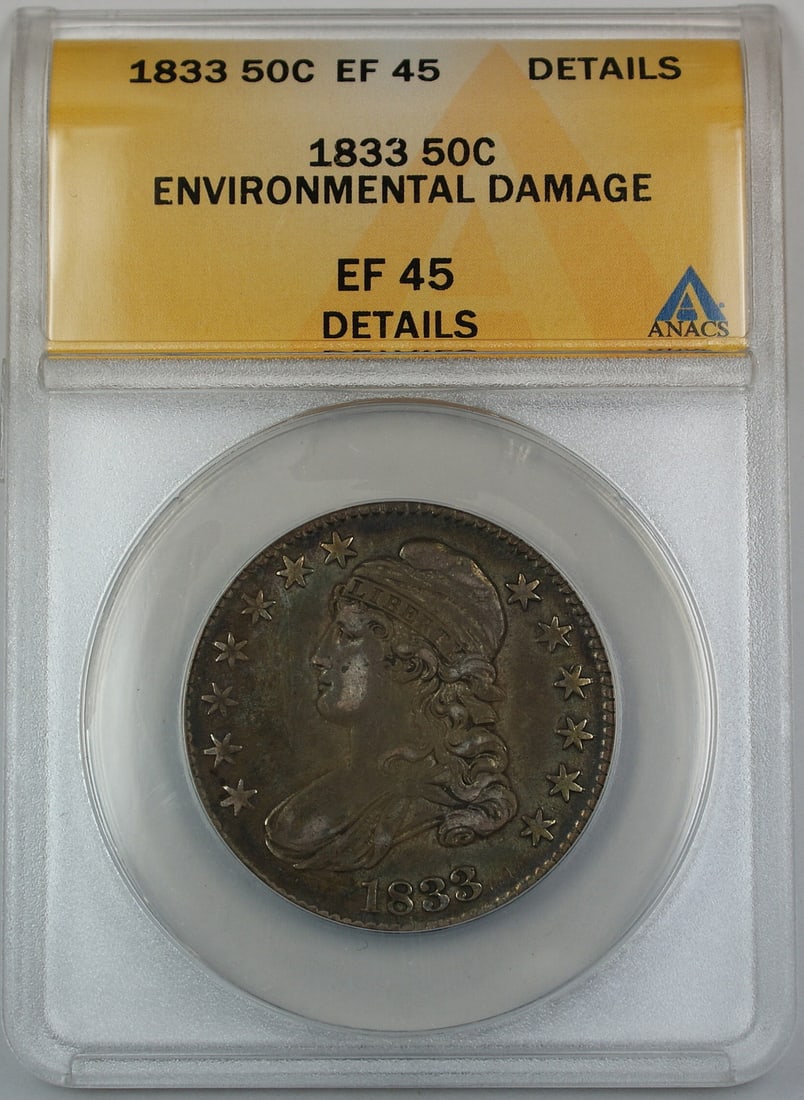 1833 50C EF 45 DETAILS
1833 50C
ENVIRONMENTAL DAMAGE
EF 45
DETAILS
ANACS
LIBERTY
1833